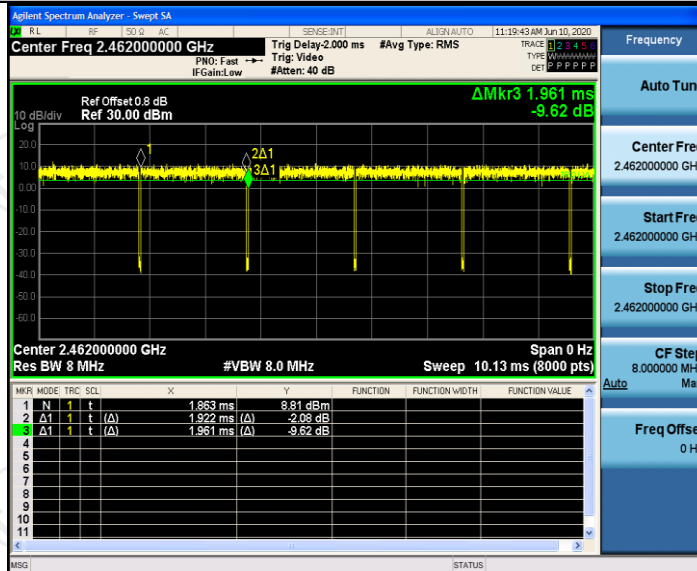 Agilent Spectrum Analyzer - Swept SA
RL RF 50 Ω AC SENSE:INT ALIGN AUTO 11:19:43 AM Jun 10, 2020
Center Freq 2.462000000 GHz
PNO: Fast
IFGain:Low
Trig Delay-2.000 ms
Trig: Video
#Atten: 40 dB
#Avg Type: RMS
TRACE 1 2 3 4 5 6
TYPE W
DET P P P P P P
10 dB/div
Log
Ref Offset 0.8 dB
Ref 30.00 dBm
ΔMkr3 1.961 ms
-9.62 dB
20.0
10.0
0.00
-10.0
-20.0
-30.0
-40.0
-50.0
-60.0
1
2Δ1
3Δ1
Center 2.462000000 GHz
Res BW 8 MHz
#VBW 8.0 MHz
Span 0 Hz
Sweep 10.13 ms (8000 pts)
MKR MODE TRC SCL X Y FUNCTION FUNCTION WIDTH FUNCTION VALUE
1 N 1 t 1.863 ms 8.81 dBm
2 Δ1 1 t (Δ) 1.922 ms (Δ) -2.08 dB
3 Δ1 1 t (Δ) 1.961 ms (Δ) -9.62 dB
4
5
6
7
8
9
10
11
MSG STATUS
Frequency
Auto Tun
Center Fre
2.462000000 GH
Start Fre
2.462000000 GH
Stop Fre
2.462000000 GH
CF Ste
8.000000 MH
Auto Ma
Freq Offse
0 H